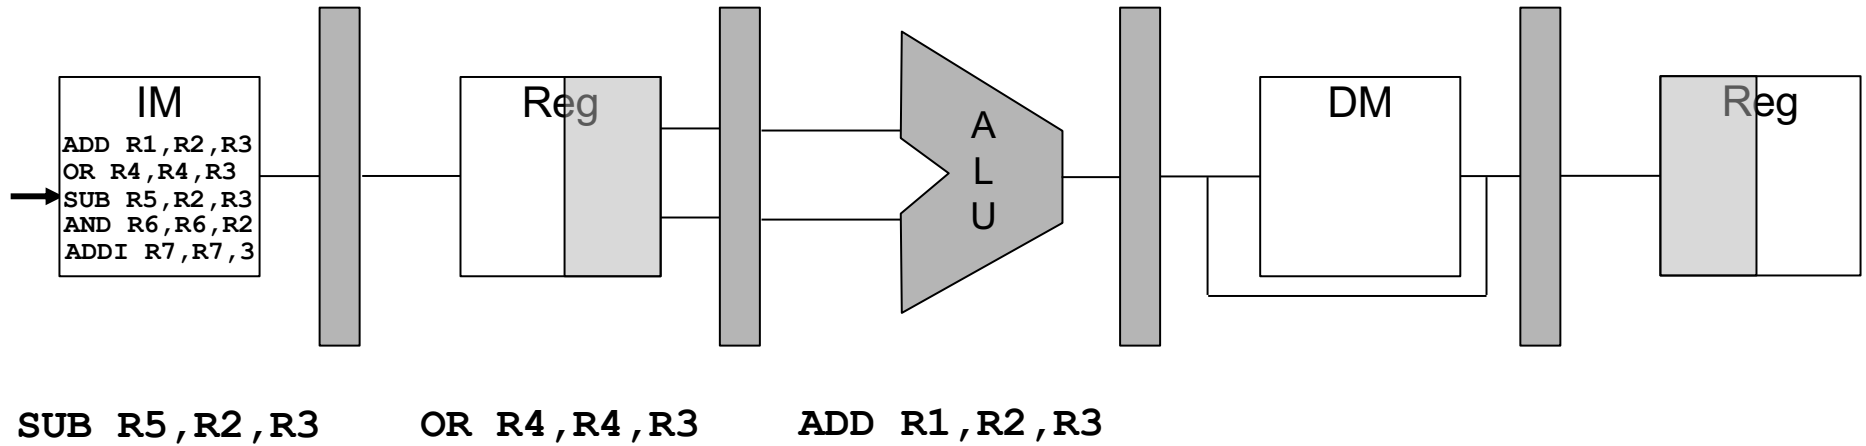 IM
ADD R1,R2,R3
OR R4,R4,R3
SUB R5,R2,R3
AND R6,R6,R2
ADDI R7,R7,3
Reg
A
L
U
DM
Reg
SUB R5,R2,R3 OR R4,R4,R3 ADD R1,R2,R3